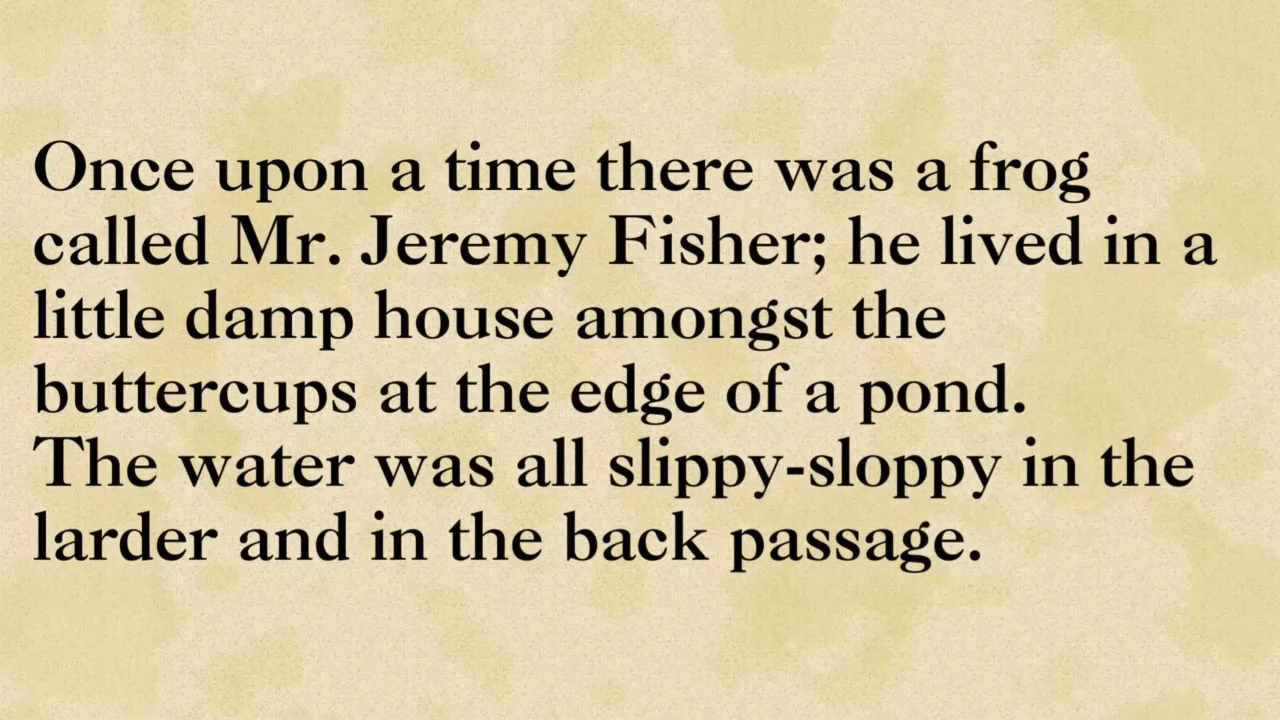 Once upon a time there was a frog
called Mr. Jeremy Fisher; he lived in a
little damp house amongst the
buttercups at the edge of a pond.
The water was all slippy-sloppy in the
larder and in the back passage.